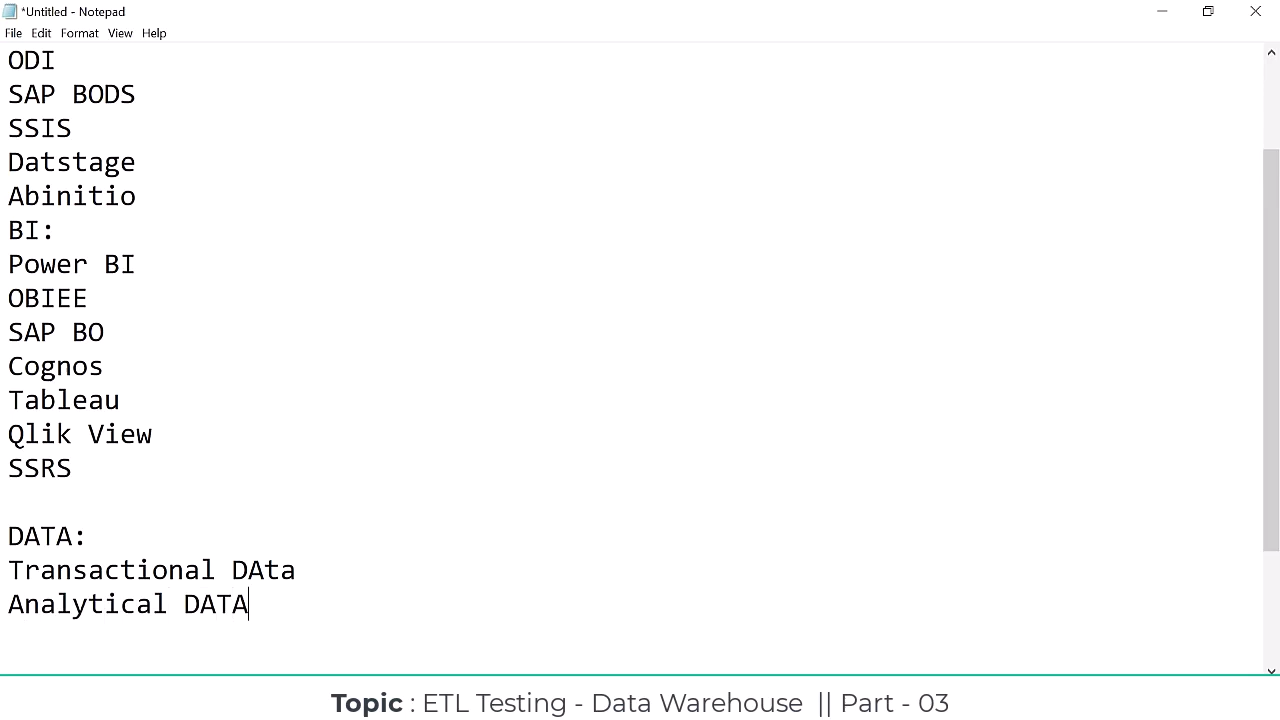 *Untitled - Notepad
File Edit Format View Help
ODI
SAP BODS
SSIS
Datstage
Abinitio
BI:
Power BI
OBIEE
SAP BO
Cognos
Tableau
Qlik View
SSRS
DATA:
Transactional DAta
Analytical DATA
Topic : ETL Testing - Data Warehouse || Part - 03